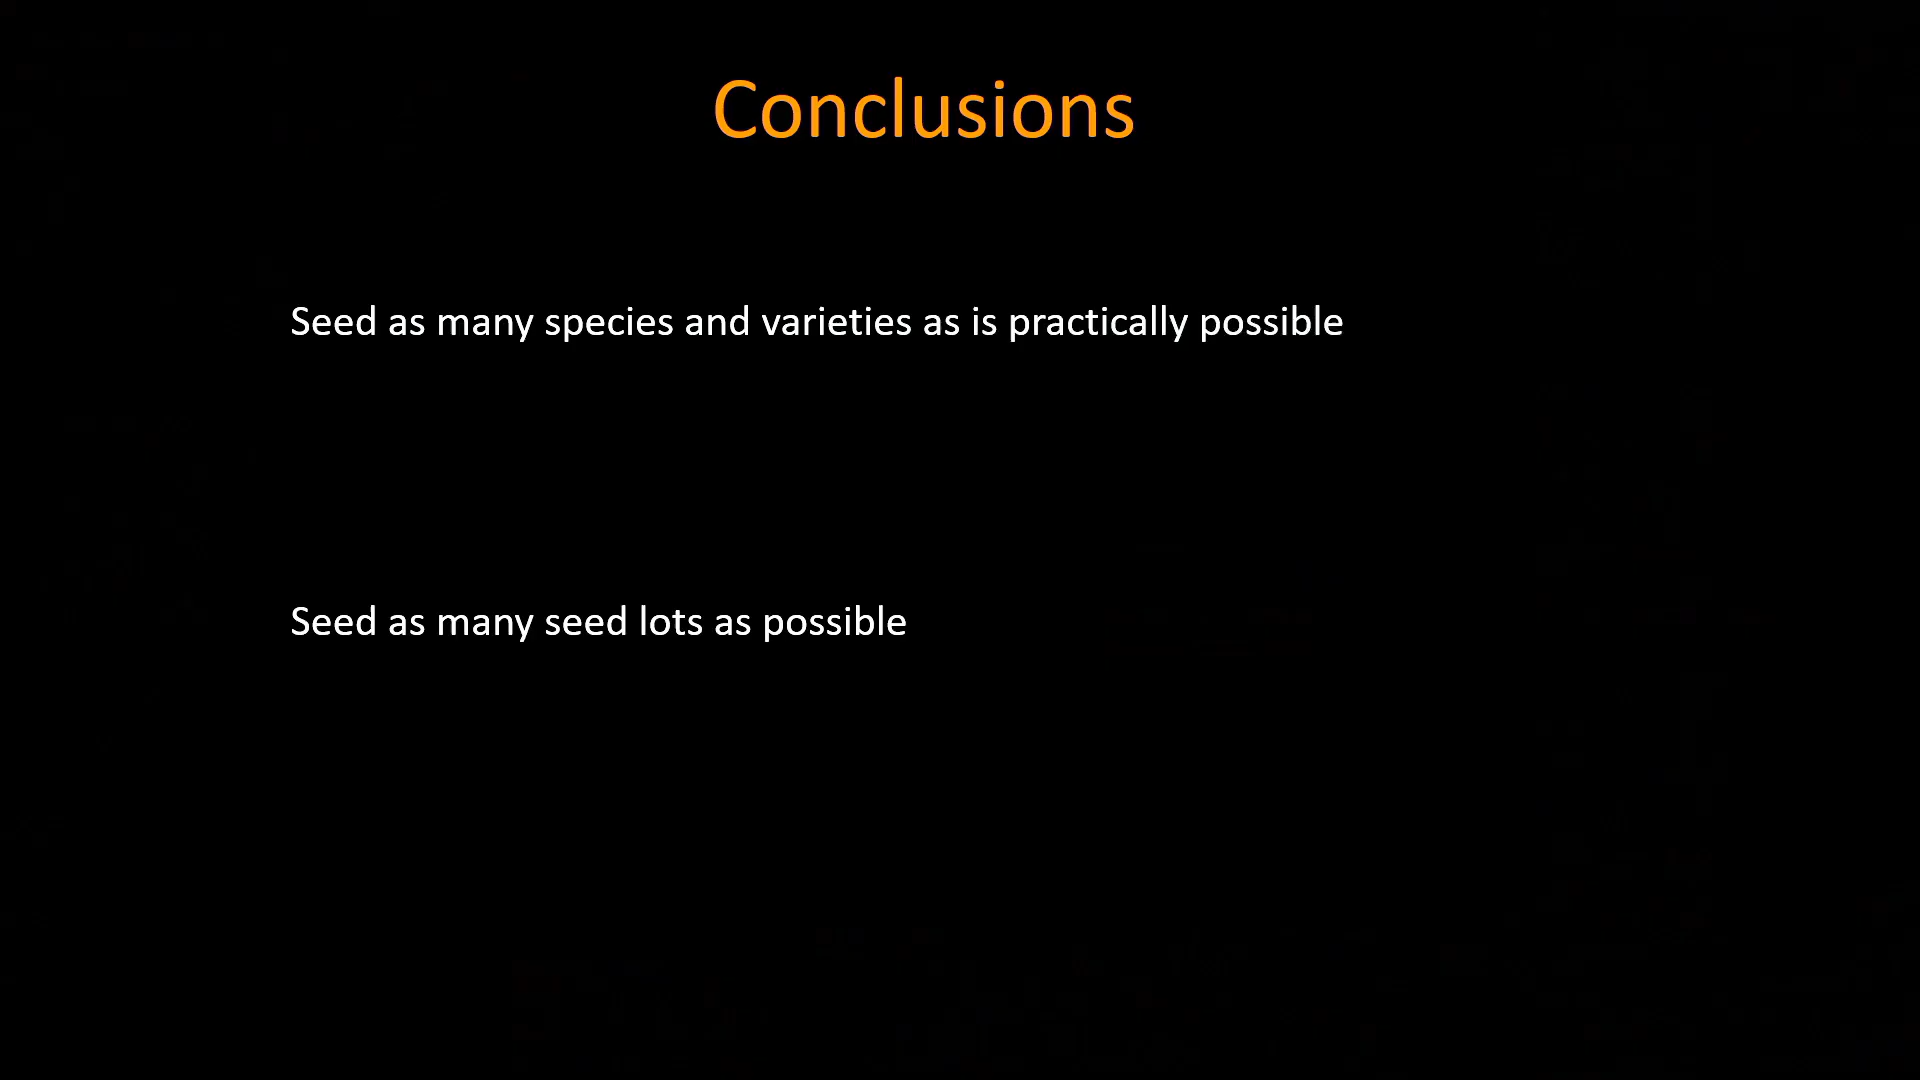 Conclusions
Seed as many species and varieties as is practically possible
Seed as many seed lots as possible